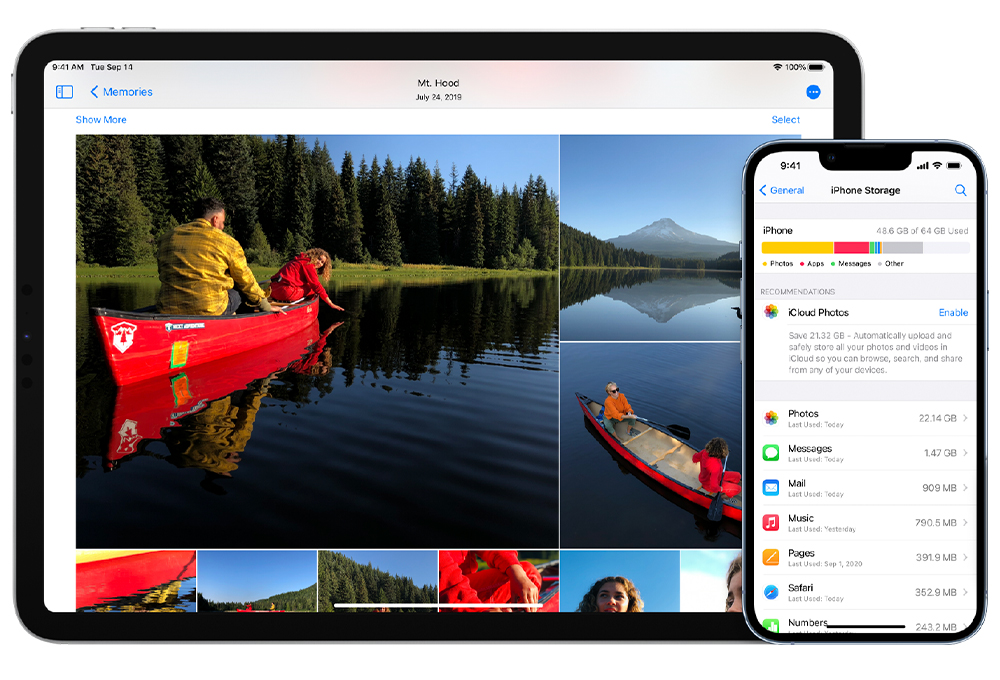 9:41 AM Tue Sep 14
100%
Memories
Mt. Hood
July 24, 2019
Show More
Select
NEXT ADVENTURE
9:41
General
iPhone Storage
iPhone
48.6 GB of 64 GB Used
Photos Apps Messages Other
RECOMMENDATIONS
iCloud Photos
Enable
Save 21.32 GB - Automatically upload and
safely store all your photos and videos in
iCloud so you can browse, search, and share
from any of your devices.
Photos
22.14 GB
Last Used: Today
Messages
1.47 GB
Last Used: Today
Mail
909 MB
Last Used: Today
Music
790.5 MB
Last Used: Yesterday
Pages
391.9 MB
Last Used: Sep 1, 2020
Safari
352.9 MB
Last Used: Today
Numbers
243.2 MB
Last Used: Yesterday